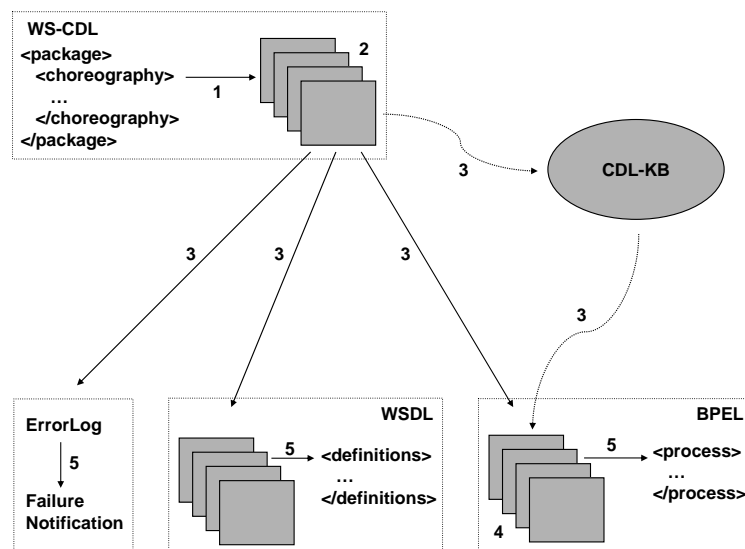 WS-CDL
<package>
<choreography>
…
</choreography>
</package>
1
2
3
CDL-KB
3
3
3
3
ErrorLog
5
Failure
Notification
WSDL
5
<definitions>
…
</definitions>
BPEL
5
<process>
…
</process>
4